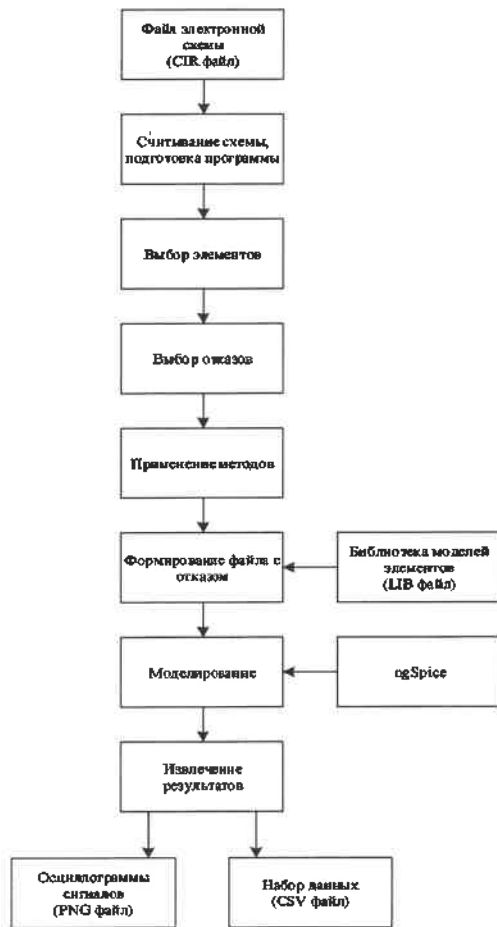 Файл электронной
схемы
(CIR файл)
Считывание схемы,
подготовка программы
Выбор элементов
Выбор отказов
Применение методов
Формирование файла с
отказом
Библиотека моделей
элементов
(LIB файл)
Моделирование
ngSpice
Извлечение
результатов
Осциллограммы
сигналов
(PNG файл)
Набор данных
(CSV файл)